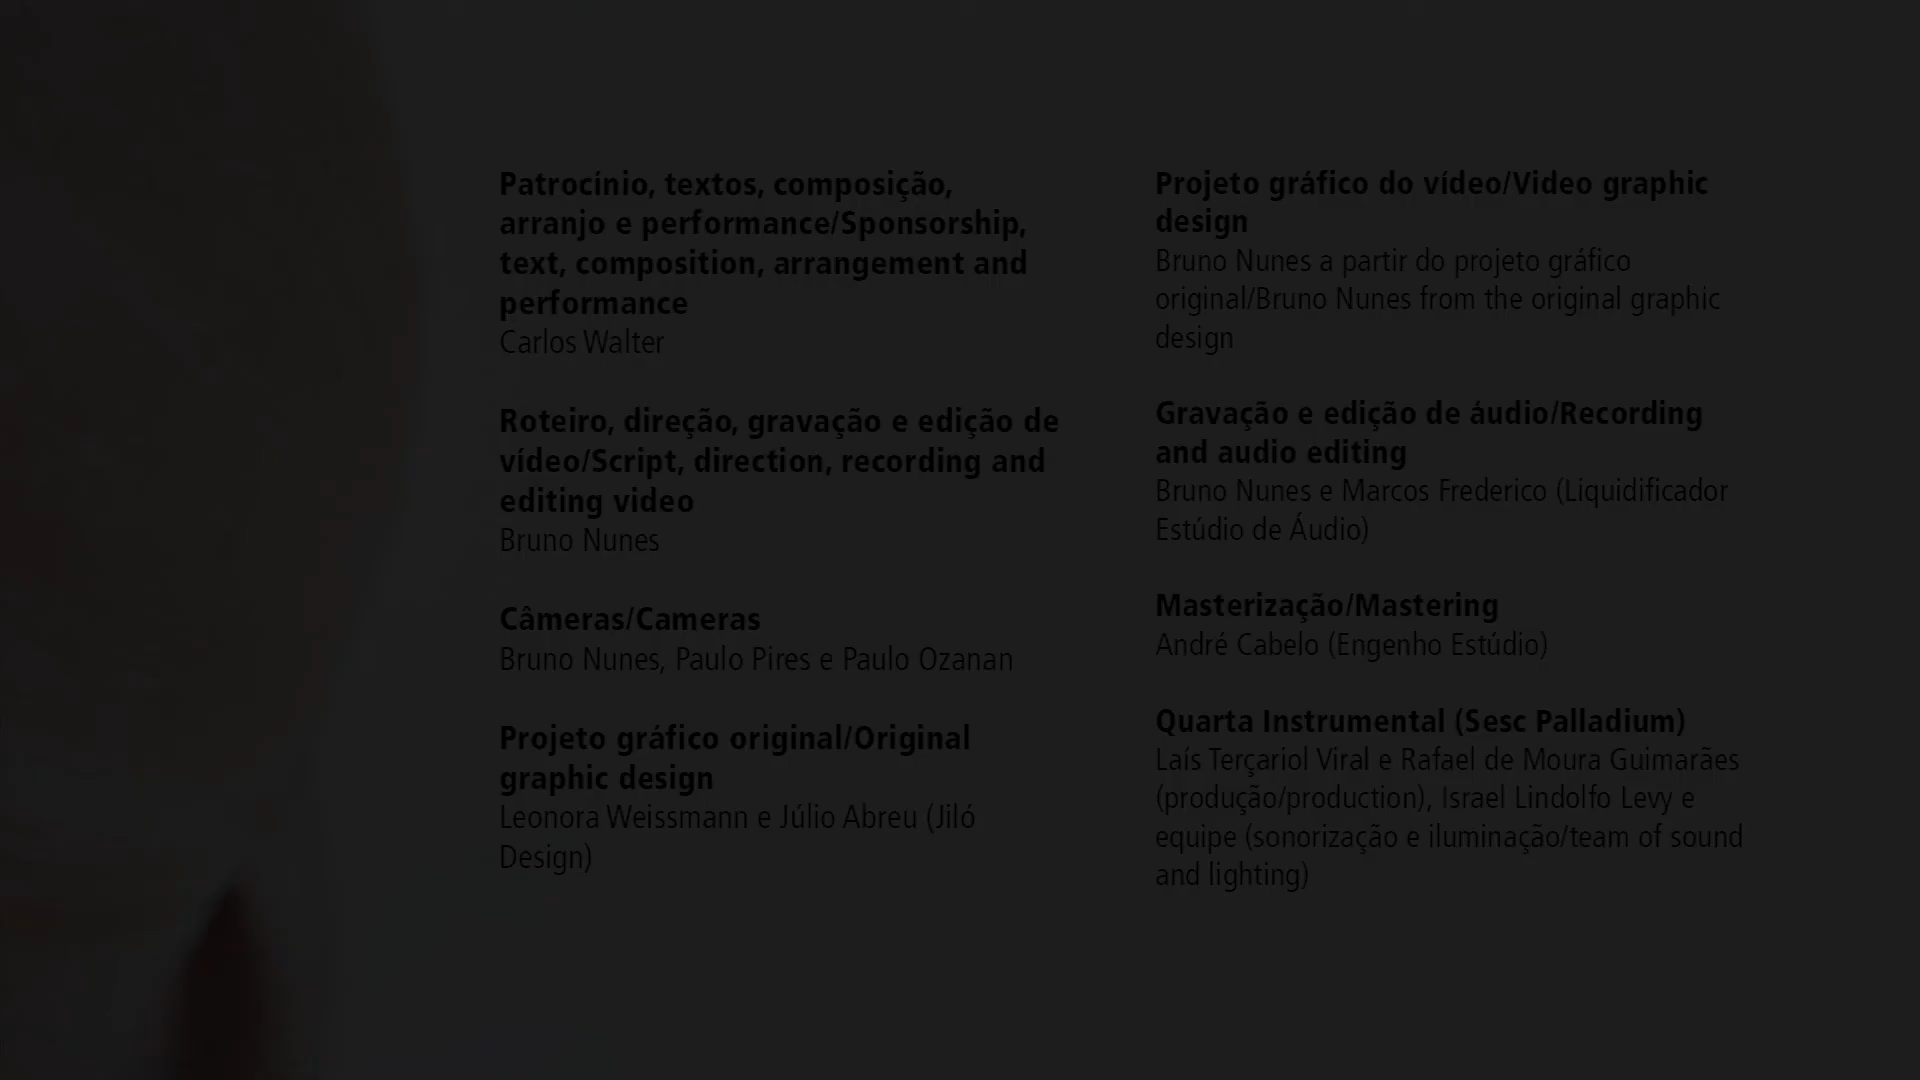 Patrocínio, textos, composição,
arranjo e performance/Sponsorship,
text, composition, arrangement and
performance
Carlos Walter
Roteiro, direção, gravação e edição de
vídeo/Script, direction, recording and
editing video
Bruno Nunes
Câmeras/Cameras
Bruno Nunes, Paulo Pires e Paulo Ozanan
Projeto gráfico original/Original
graphic design
Leonora Weissmann e Júlio Abreu (Jiló
Design)
Projeto gráfico do vídeo/Video graphic
design
Bruno Nunes a partir do projeto gráfico
original/Bruno Nunes from the original graphic
design
Gravação e edição de áudio/Recording
and audio editing
Bruno Nunes e Marcos Frederico (Liquidificador
Estúdio de Áudio)
Masterização/Mastering
André Cabelo (Engenho Estúdio)
Quarta Instrumental (Sesc Palladium)
Laís Terçariol Viral e Rafael de Moura Guimarães
(produção/production), Israel Lindolfo Levy e
equipe (sonorização e iluminação/team of sound
and lighting)